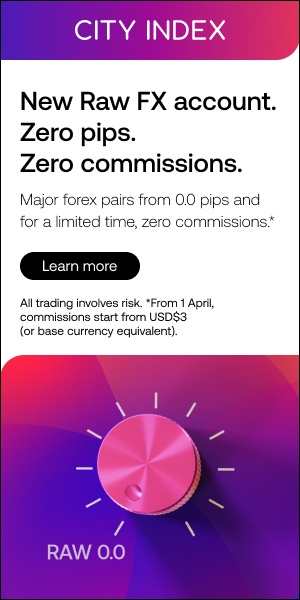 CITY INDEX
New Raw FX account.
Zero pips.
Zero commissions.
Major forex pairs from 0.0 pips and
for a limited time, zero commissions.*
Learn more
All trading involves risk. *From 1 April,
commissions start from USD$3
(or base currency equivalent).
RAW 0.0